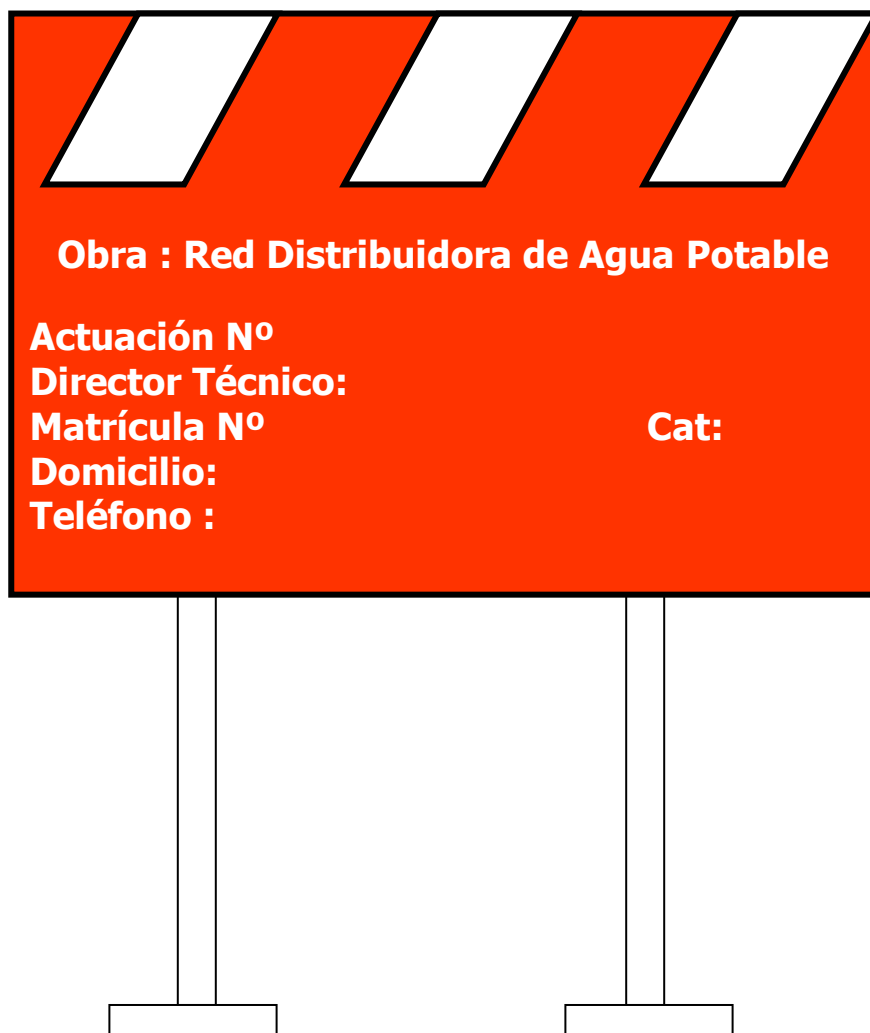 Obra : Red Distribuidora de Agua Potable
Actuación Nº
Director Técnico:
Matrícula Nº Cat:
Domicilio:
Teléfono :